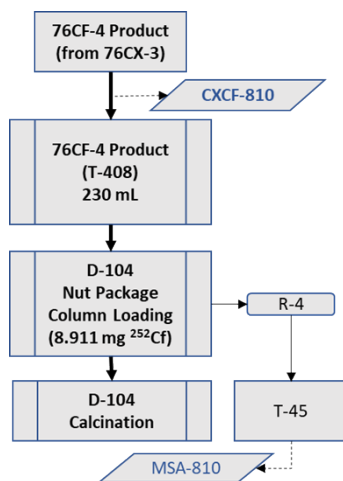 76CF-4 Product
(from 76CX-3)
CXCF-810
76CF-4 Product
(T-408)
230 mL
D-104
Nut Package
Column Loading
(8.911 mg ²⁵²Cf)
R-4
D-104
Calcination
T-45
MSA-810